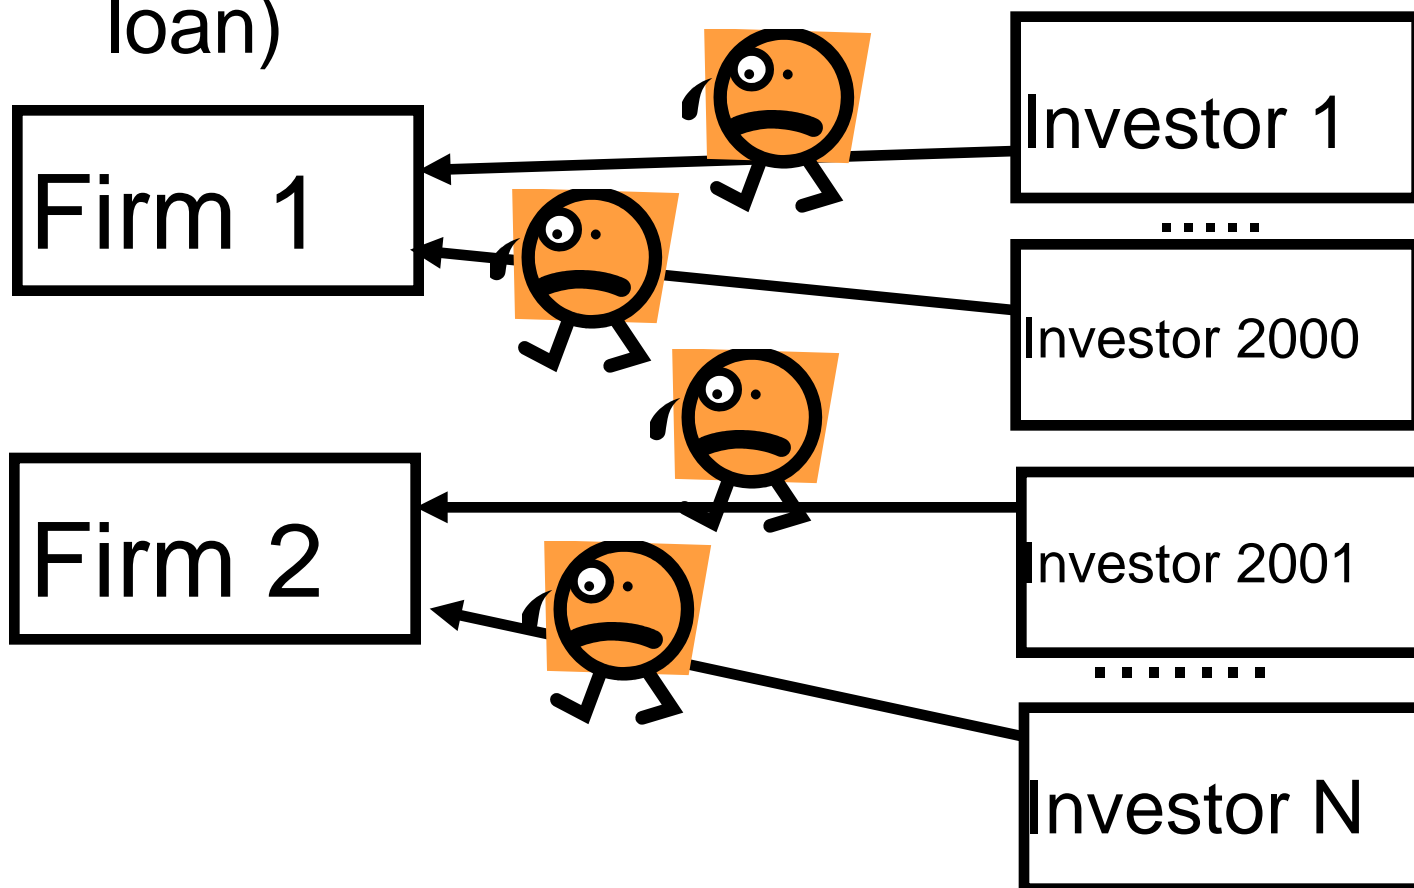 loan)
Firm 1
Investor 1
.....
Investor 2000
Firm 2
Investor 2001
.......
Investor N